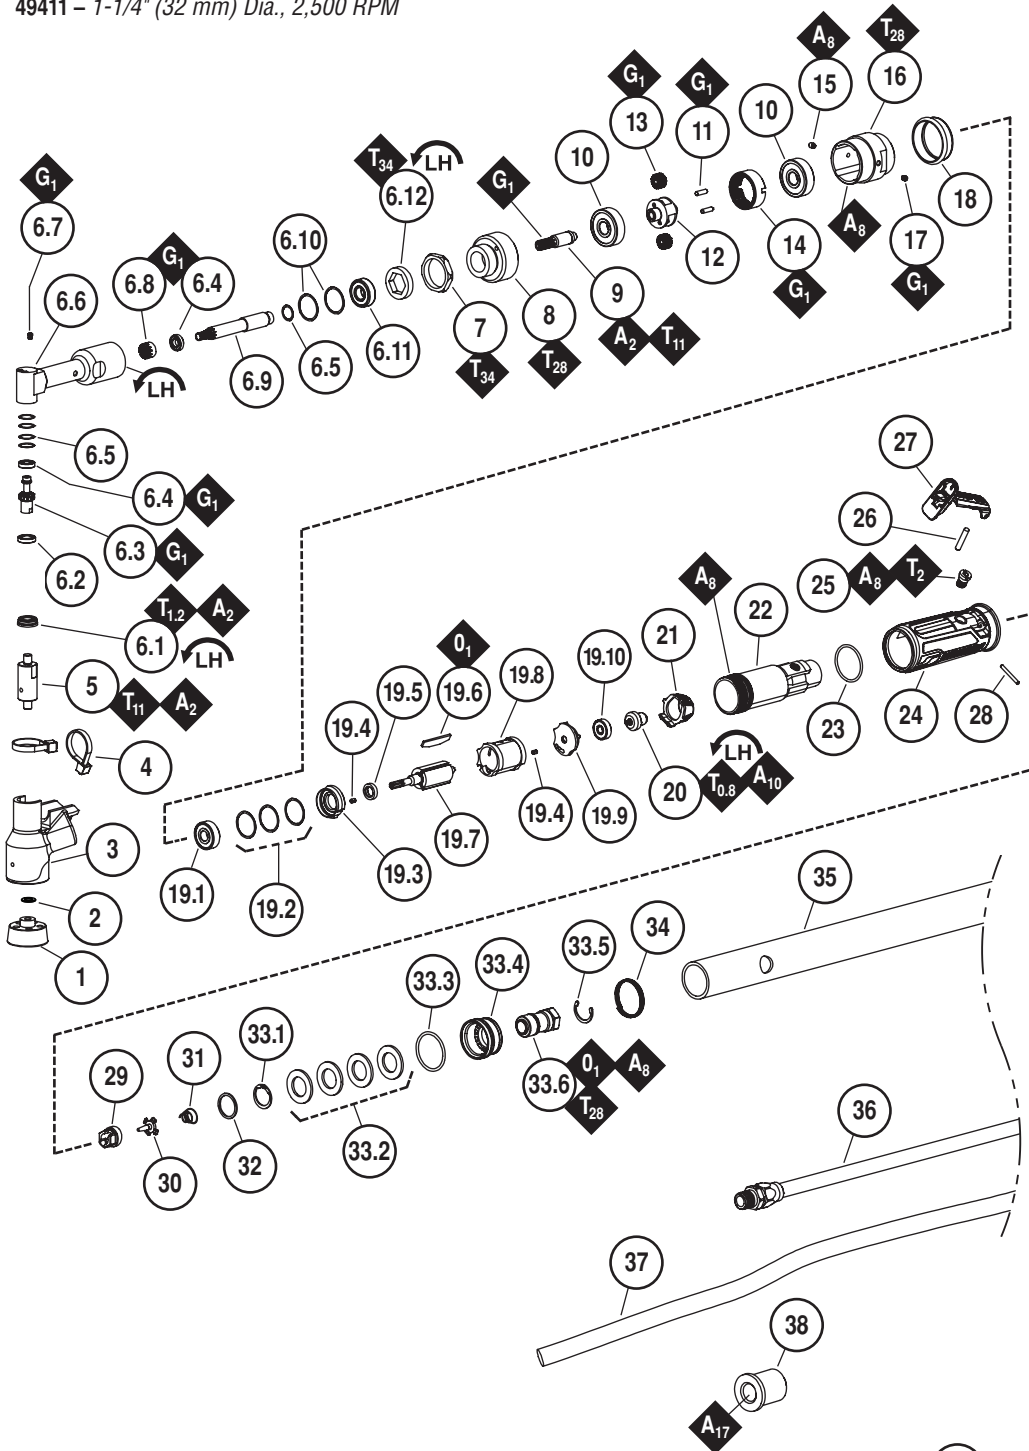 49411 – 1-1/4" (32 mm) Dia., 2,500 RPM
A8
T28
15
16
G1
13
G1
11
10
10
T34
LH
6.12
G1
G1
6.7
6.10
G1
6.8
6.4
6.6
18
17
G1
A8
14
G1
12
9
A2
T11
8
T28
7
T34
6.11
6.5
6.9
LH
6.5
6.4
G1
6.3
G1
6.2
T1.2
A2
6.1
LH
5
T11
A2
4
3
2
1
27
26
25
A8
T2
A8
22
21
01
19.10
19.8
19.6
19.5
19.4
23
24
28
LH
20
T0.8
A10
19.4
19.9
19.7
19.3
19.1
19.2
35
34
33.5
33.4
33.3
33.1
31
29
01
A8
33.6
T28
33.2
32
30
36
37
38
A17